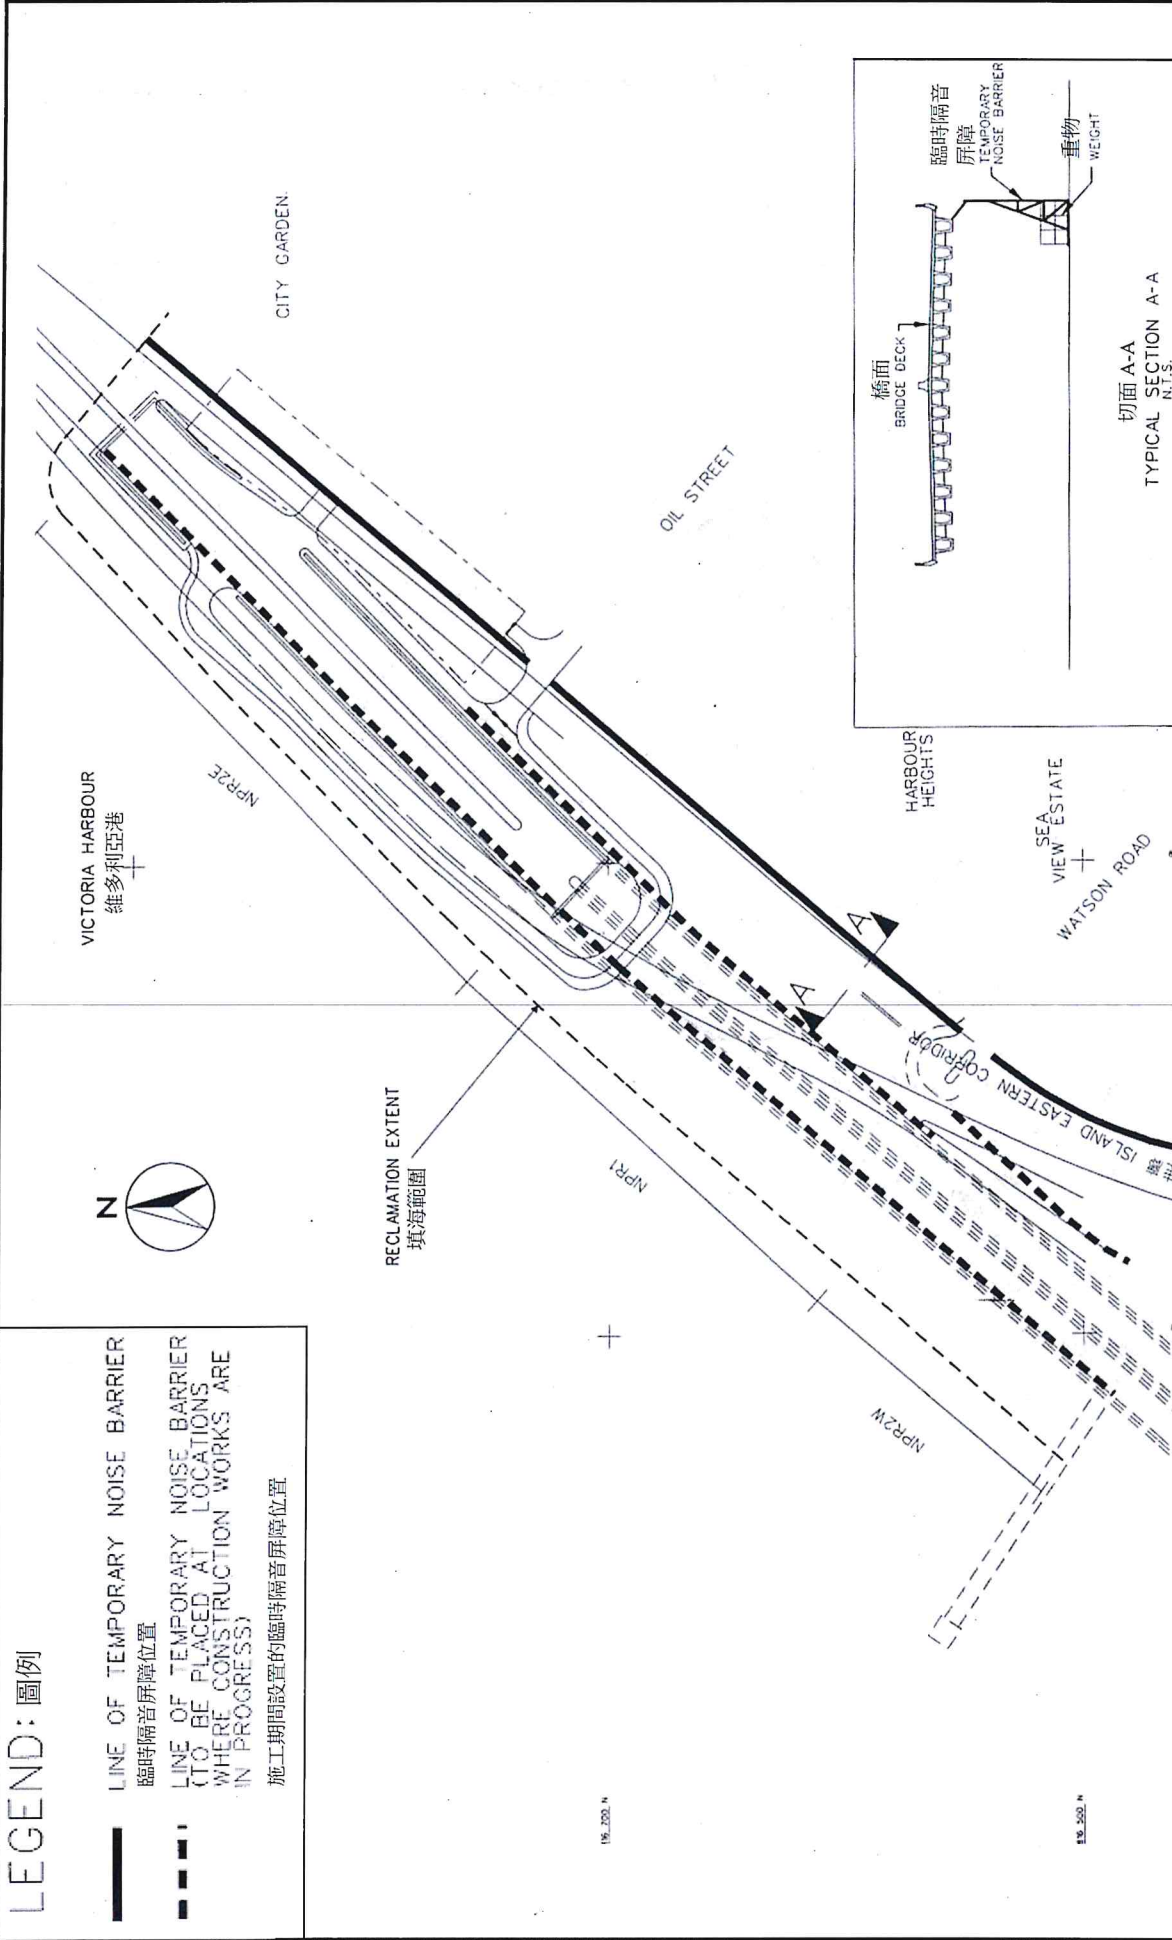 LEGEND: 圖例
LINE OF TEMPORARY NOISE BARRIER
臨時隔音屏障位置
LINE OF TEMPORARY NOISE BARRIER
(TO BE PLACED AT LOCATIONS
WHERE CONSTRUCTION WORKS ARE
IN PROGRESS)
施工期間設置的臨時隔音屏障位置
N
VICTORIA HARBOUR
維多利亞港
RECLAMATION EXTENT
填海範圍
NPR2E
NPR1
NPR2W
CITY GARDEN
OIL STREET
HARBOUR
HEIGHTS
SEA
VIEW ESTATE
WATSON ROAD
A
A
ISLAND EASTERN CORRIDOR
816 500 N
臨時隔音
屏障
TEMPORARY
NOISE BARRIER
重物
WEIGHT
橋面
BRIDGE DECK
切面 A-A
TYPICAL SECTION A-A
N.T.S.